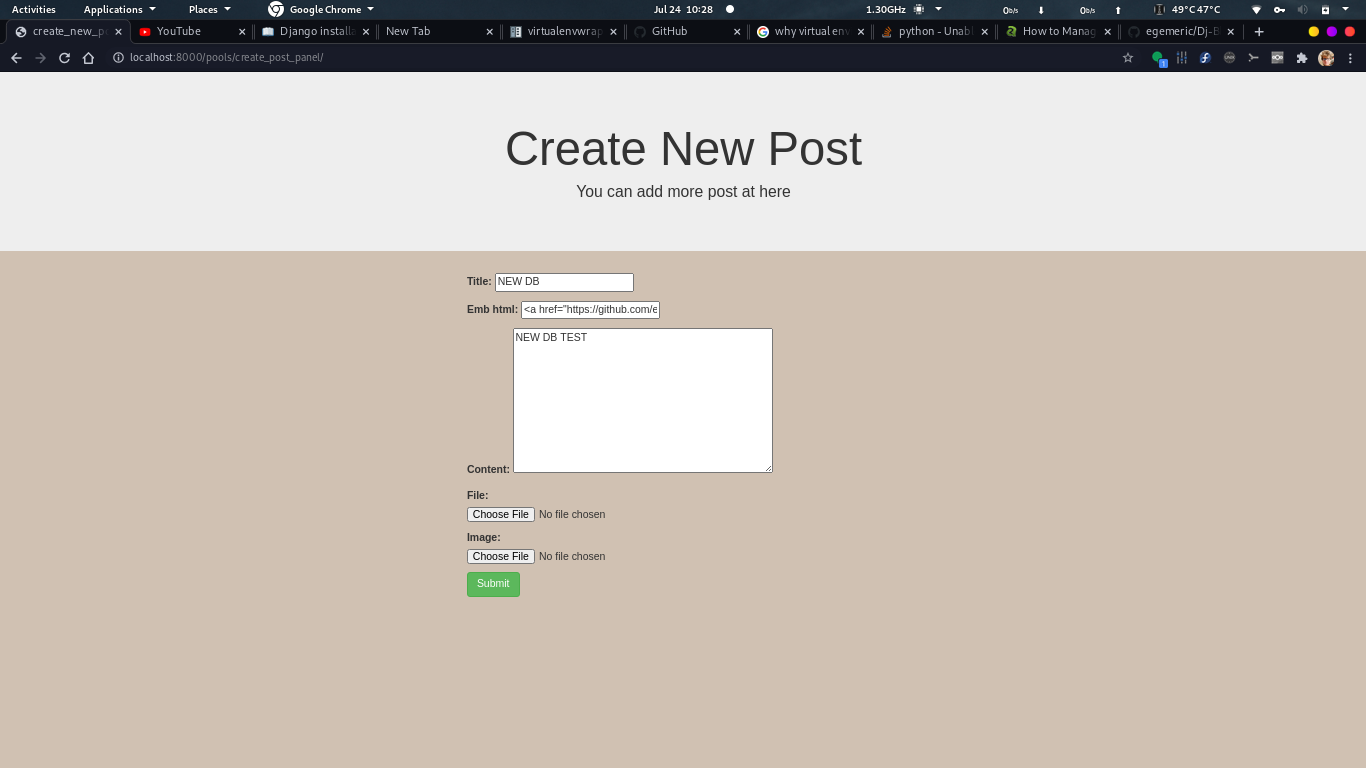 Activities Applications Places Google Chrome Jul 24 10:28 1.30GHz 0b/s 0b/s 49°C 47°C
create_new_p YouTube Django install New Tab virtualenvwrap GitHub why virtual env python - Unabl How to Manag egemeric/Dj-B
localhost:8000/pools/create_post_panel/
1
Create New Post
You can add more post at here
Title: NEW DB
Emb html: <a href="https://github.com/e
NEW DB TEST
Content:
File:
Choose File No file chosen
Image:
Choose File No file chosen
Submit